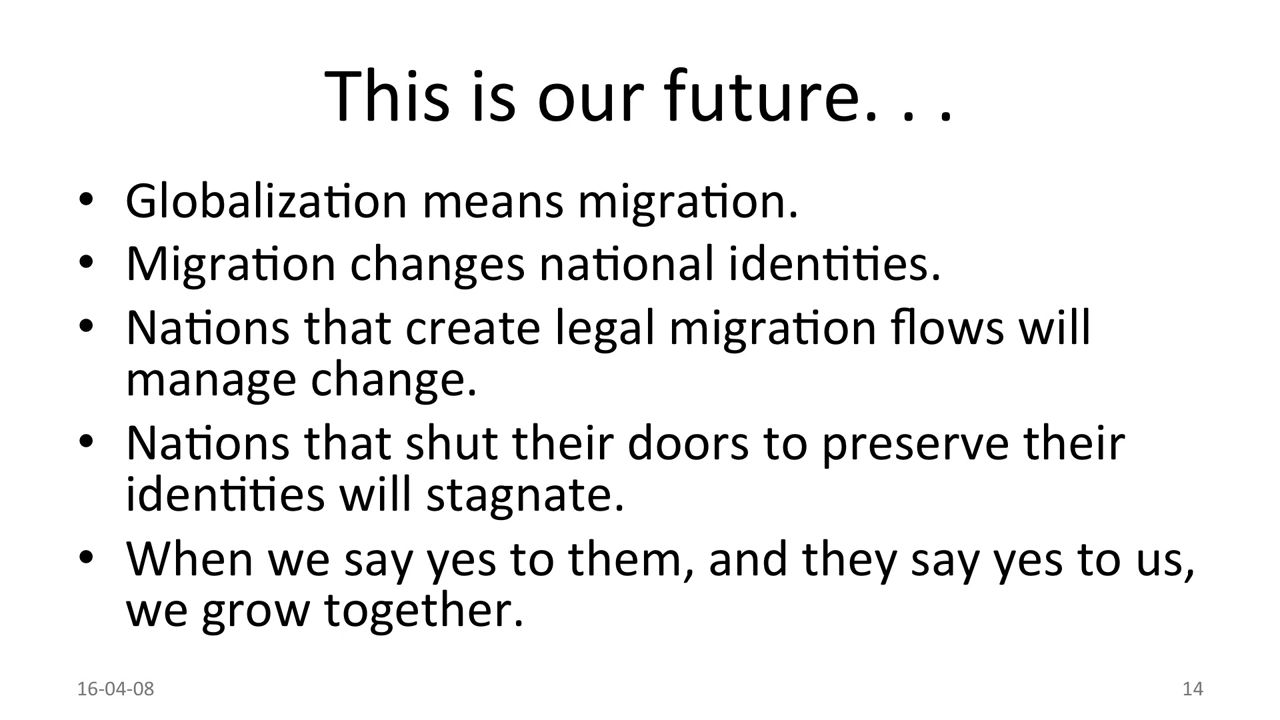 This is our future. . .
• Globalization means migration.
• Migration changes national identities.
• Nations that create legal migration flows will
manage change.
• Nations that shut their doors to preserve their
identities will stagnate.
• When we say yes to them, and they say yes to us,
we grow together.
16-04-08
14